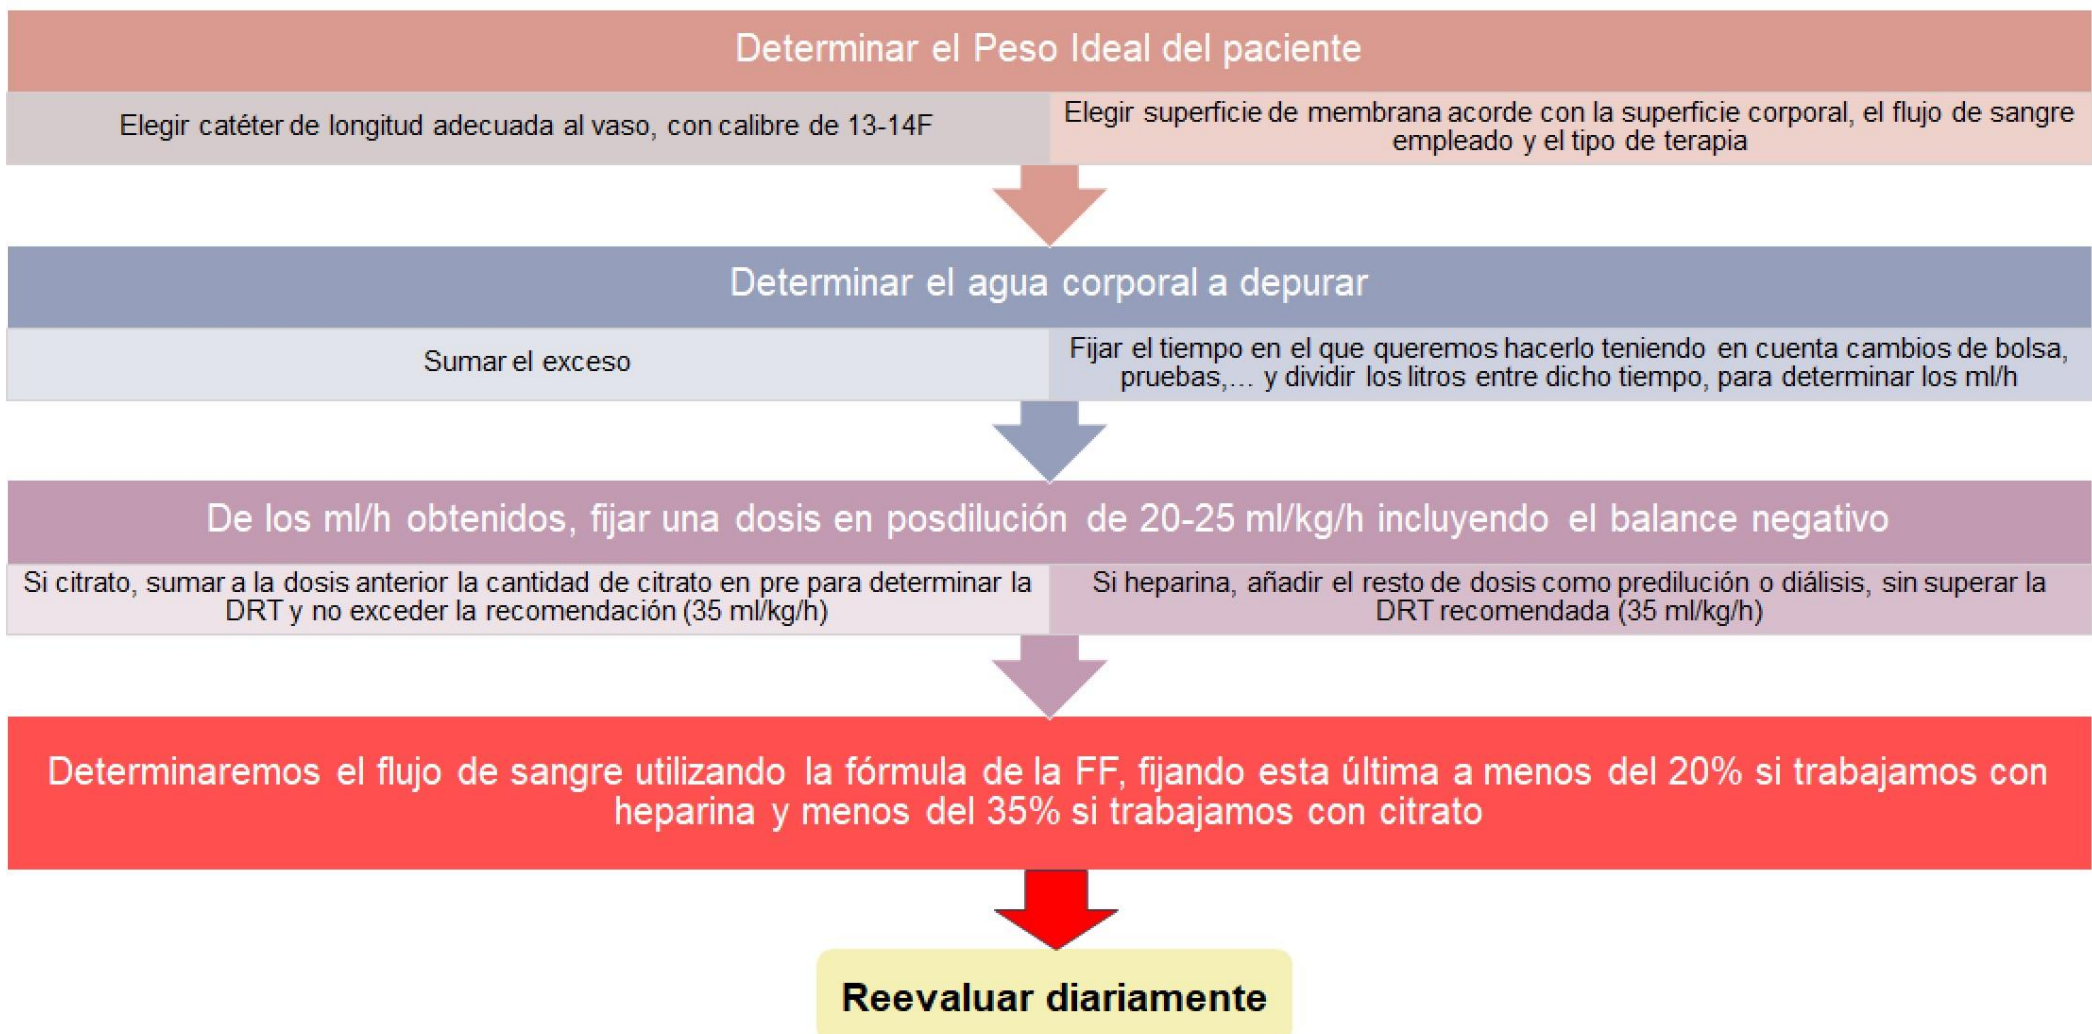 Determinar el Peso Ideal del paciente
Elegir catéter de longitud adecuada al vaso, con calibre de 13-14F
Elegir superficie de membrana acorde con la superficie corporal, el flujo de sangre
empleado y el tipo de terapia
Determinar el agua corporal a depurar
Sumar el exceso
Fijar el tiempo en el que queremos hacerlo teniendo en cuenta cambios de bolsa,
pruebas,… y dividir los litros entre dicho tiempo, para determinar los ml/h
De los ml/h obtenidos, fijar una dosis en posdilución de 20-25 ml/kg/h incluyendo el balance negativo
Si citrato, sumar a la dosis anterior la cantidad de citrato en pre para determinar la
DRT y no exceder la recomendación (35 ml/kg/h)
Si heparina, añadir el resto de dosis como predilución o diálisis, sin superar la
DRT recomendada (35 ml/kg/h)
Determinaremos el flujo de sangre utilizando la fórmula de la FF, fijando esta última a menos del 20% si trabajamos con
heparina y menos del 35% si trabajamos con citrato
Reevaluar diariamente